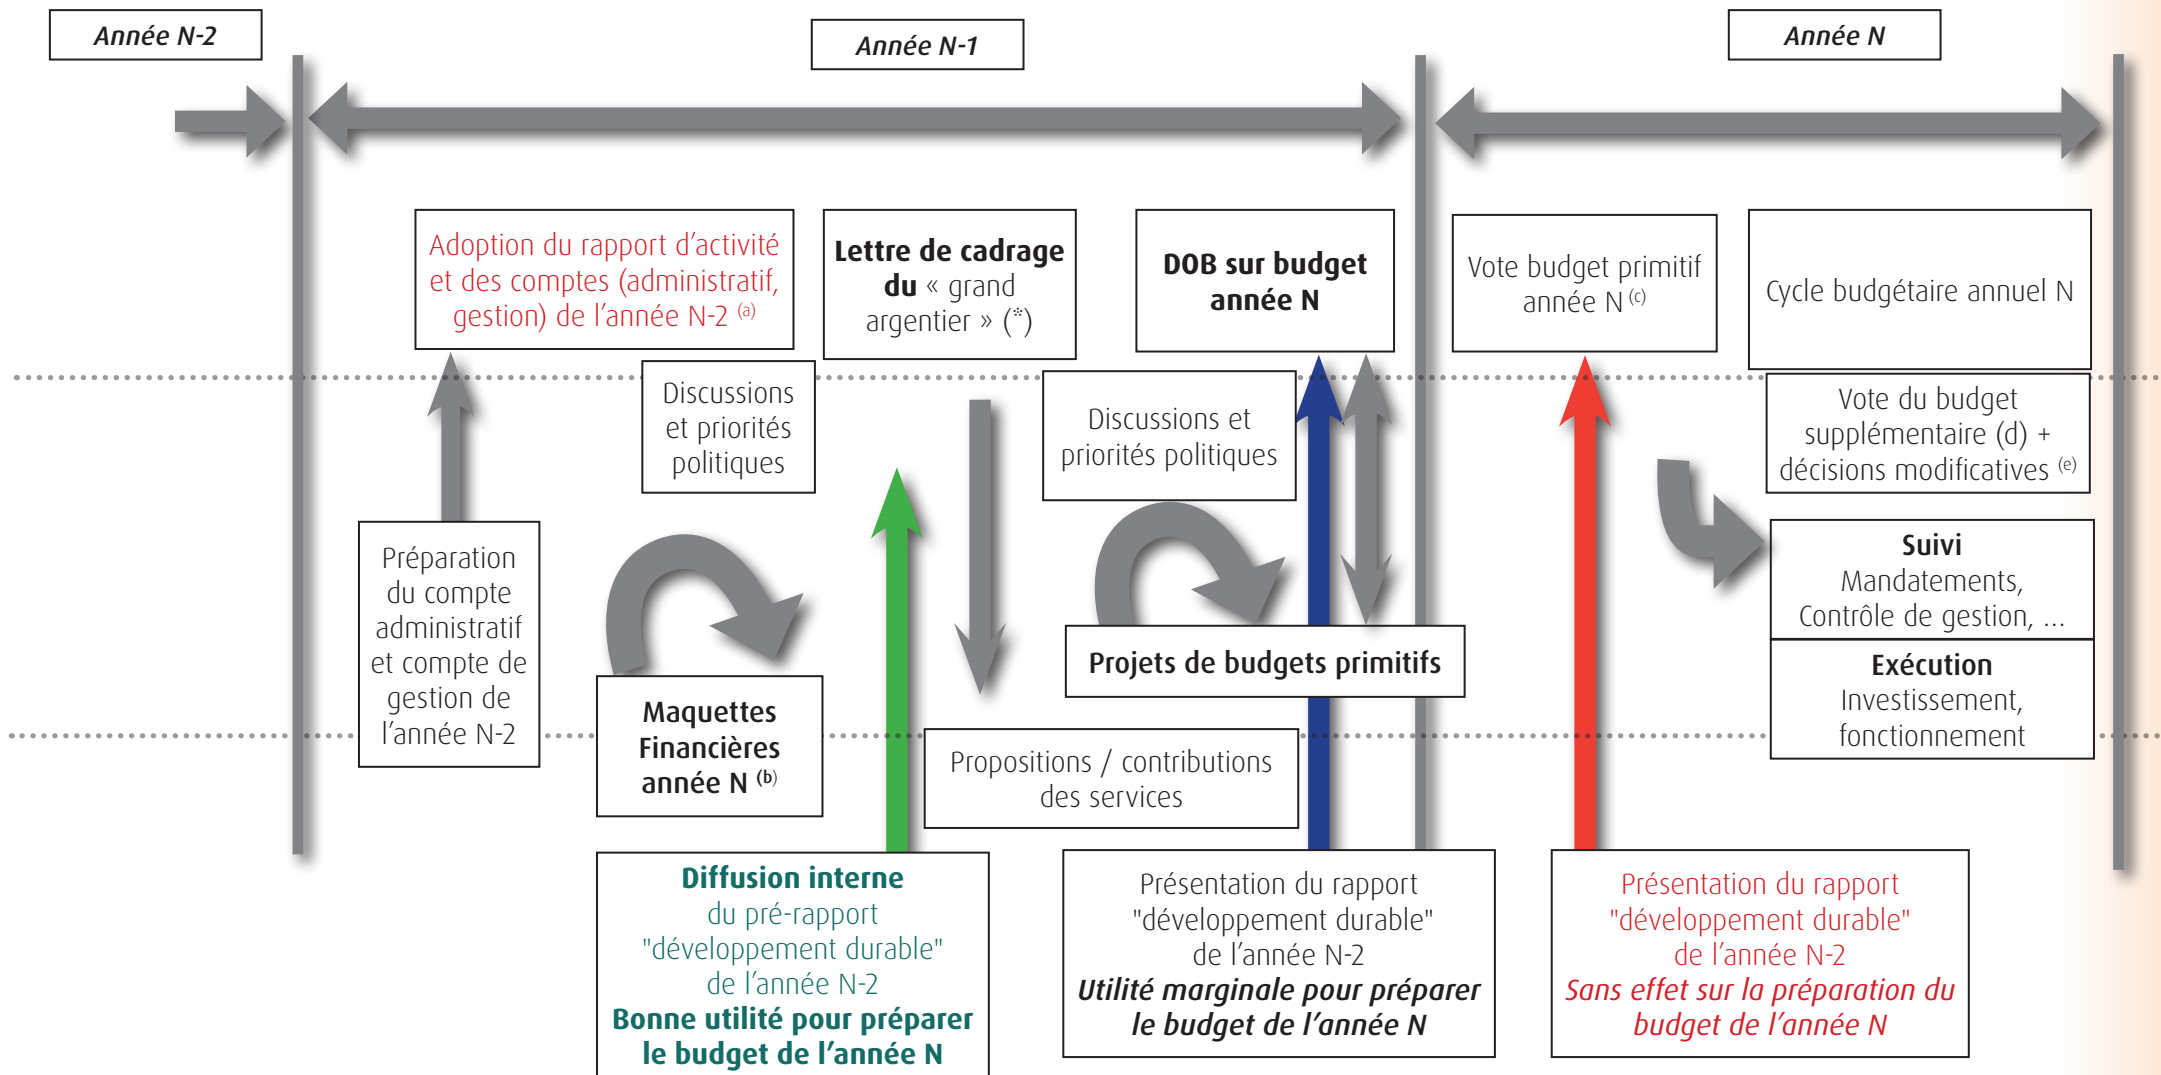 Année N-2
Année N-1
Année N
Adoption du rapport d’activité
et des comptes (administratif,
gestion) de l’année N-2 (a)
Lettre de cadrage
du « grand
argentier » (*)
DOB sur budget
année N
Vote budget primitif
année N (c)
Cycle budgétaire annuel N
Discussions
et priorités
politiques
Discussions et
priorités politiques
Vote du budget
supplémentaire (d) +
décisions modificatives (e)
Préparation
du compte
administratif
et compte de
gestion de
l’année N-2
Suivi
Mandatements,
Contrôle de gestion, ...
Exécution
Investissement,
fonctionnement
Projets de budgets primitifs
Maquettes
Financières
année N (b)
Propositions / contributions
des services
Diffusion interne
du pré-rapport
"développement durable"
de l’année N-2
Bonne utilité pour préparer
le budget de l’année N
Présentation du rapport
"développement durable"
de l’année N-2
Utilité marginale pour préparer
le budget de l’année N
Présentation du rapport
"développement durable"
de l’année N-2
Sans effet sur la préparation du
budget de l’année N